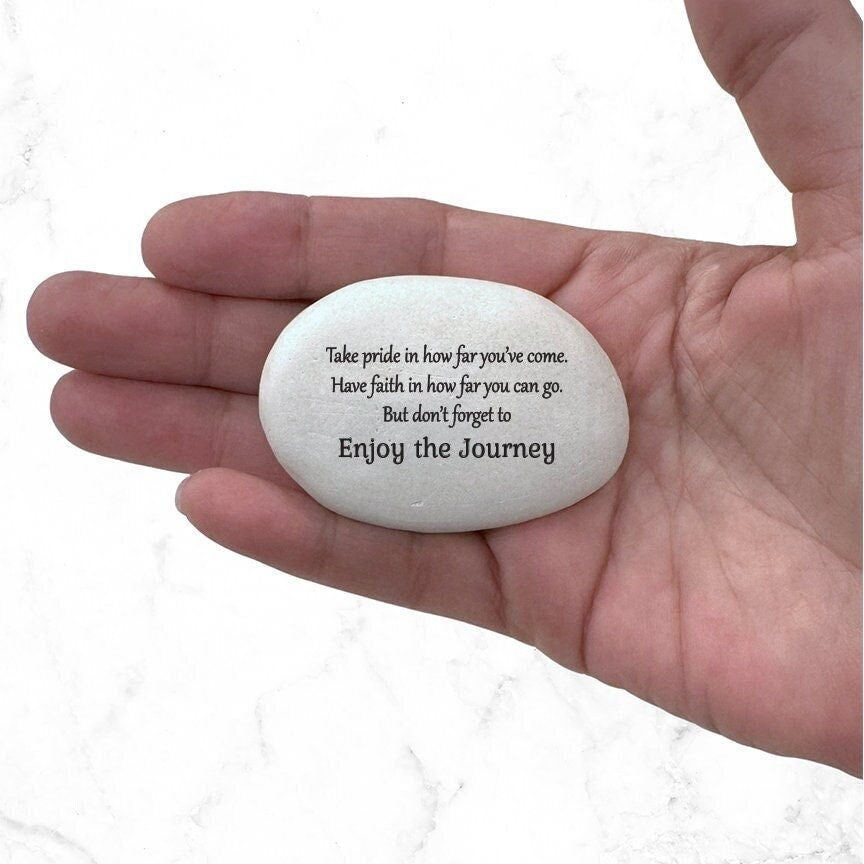 Take pride in how far you've come.
Have faith in how far you can go.
But don't forget to
Enjoy the Journey